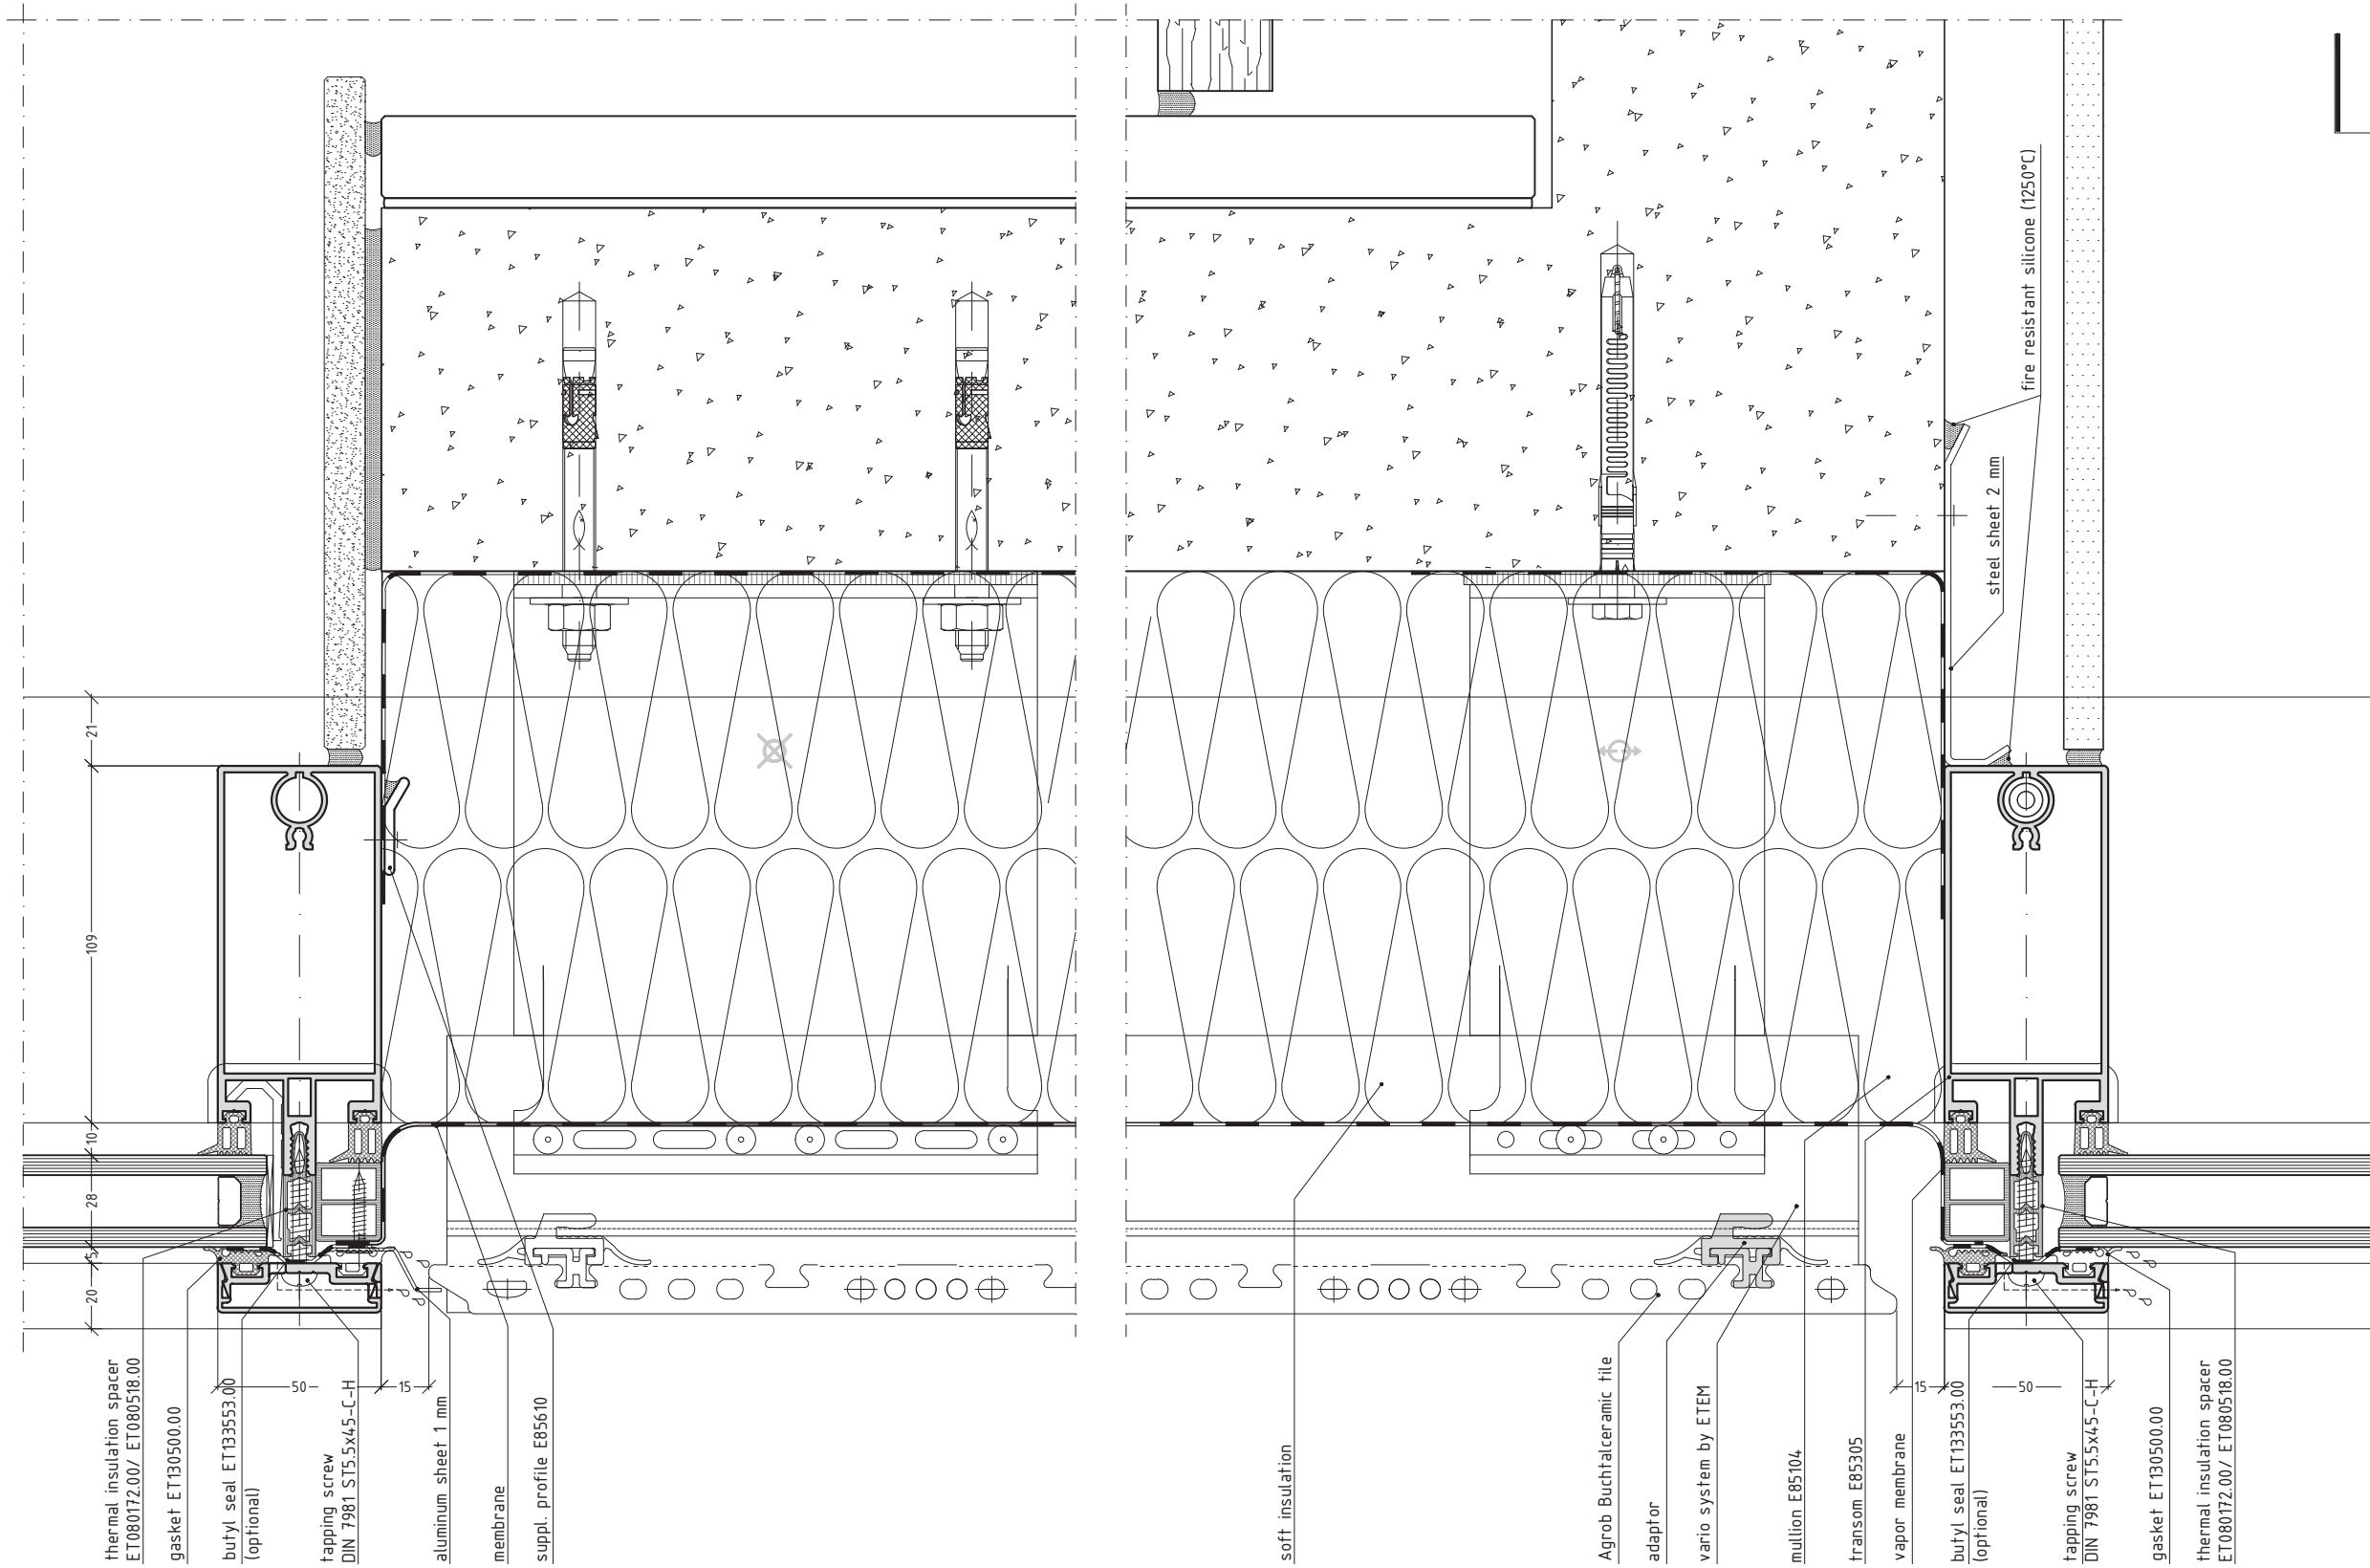 fire resistant silicone (1250°C)
steel sheet 2 mm
21
109
10
28
5
20
50
15
15
50
thermal insulation spacer
ET080172.00/ ET080518.00
gasket ET130500.00
butyl seal ET133553.00
(optional)
tapping screw
DIN 7981 ST5.5x45-C-H
aluminum sheet 1 mm
membrane
suppl. profile E85610
soft insulation
Agrob Buchtalceramic tile
adaptor
vario system by ETEM
mullion E85104
transom E85305
vapor membrane
butyl seal ET133553.00
(optional)
tapping screw
DIN 7981 ST5.5x45-C-H
gasket ET130500.00
thermal insulation spacer
ET080172.00/ ET080518.00